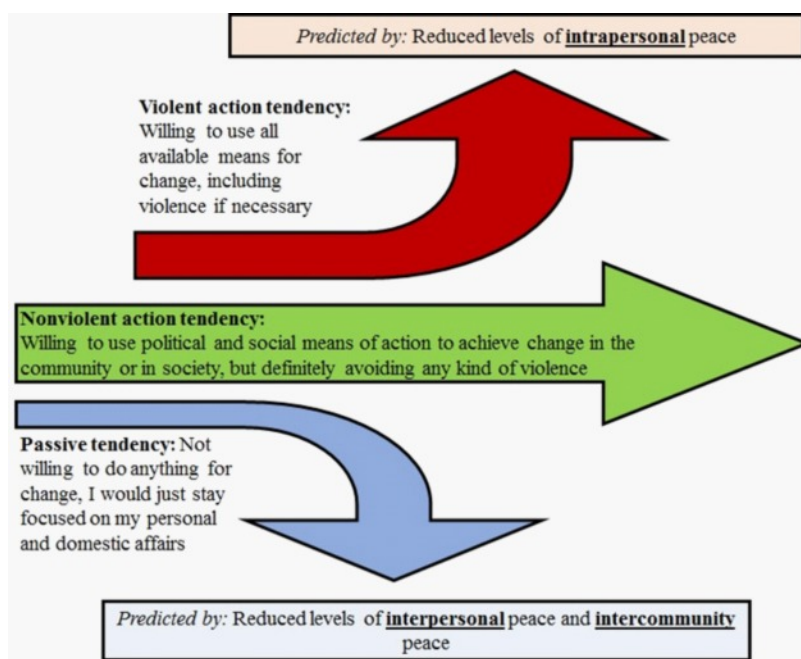 Predicted by: Reduced levels of intrapersonal peace
Violent action tendency:
Willing to use all
available means for
change, including
violence if necessary
Nonviolent action tendency:
Willing to use political and social means of action to achieve change in the
community or in society, but definitely avoiding any kind of violence
Passive tendency: Not
willing to do anything for
change, I would just stay
focused on my personal
and domestic affairs
Predicted by: Reduced levels of interpersonal peace and intercommunity
peace